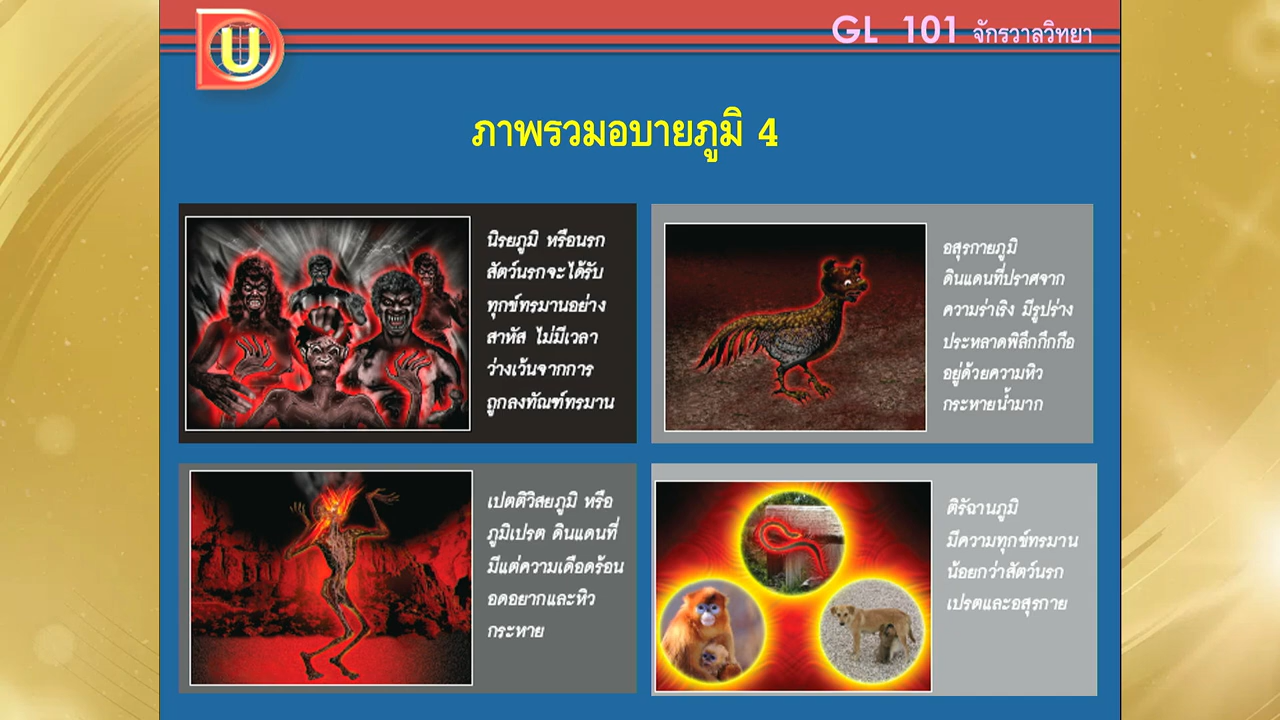 U
GL 101 จักรวาลวิทยา
ภาพรวมอบายภูมิ 4
นิรยภูมิ หรือนรก
สัตว์นรกจะได้รับ
ทุกข์ทรมานอย่าง
สาหัส ไม่มีเวลา
ว่างเว้นจากการ
ถูกลงทัณฑ์ทรมาน
อสุรกายภูมิ
ดินแดนที่ปราศจาก
ความร่าเริง มีรูปร่าง
ประหลาดพิลึกกึกกือ
อยู่ด้วยความหิว
กระหายน้ำมาก
เปตติวิสยภูมิ หรือ
ภูมิเปรต ดินแดนที่
มีแต่ความเดือดร้อน
อดอยากและหิว
กระหาย
ติรัฉานภูมิ
มีความทุกข์ทรมาน
น้อยกว่าสัตว์นรก
เปรตและอสุรกาย